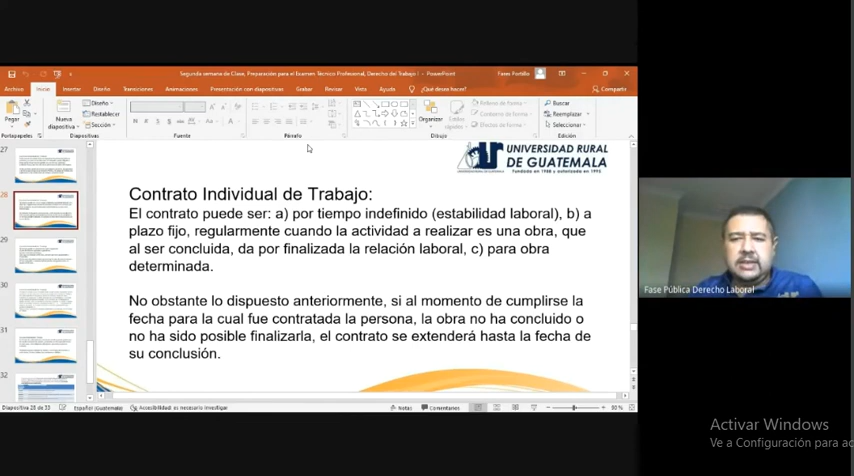 Segunda semana de Clase, Preparación para el Examen Técnico Profesional, Derecho del Trabajo I - PowerPoint
Fases Portillo
Archivo Inicio Insertar Diseño Transiciones Animaciones Presentación con diapositivas Grabar Revisar Vista Ayuda ¿Qué desea hacer? Compartir
Pegar
Nueva diapositiva
Diseño
Restablecer
Sección
Organizar
Estilos rápidos
Relleno de forma
Contorno de forma
Efectos de forma
Buscar
Reemplazar
Seleccionar
Portapapeles Diapositivas Fuente Párrafo Dibujo Edición
27
28
29
30
31
32
UNIVERSIDAD RURAL
DE GUATEMALA
Contrato Individual de Trabajo:
El contrato puede ser: a) por tiempo indefinido (estabilidad laboral), b) a
plazo fijo, regularmente cuando la actividad a realizar es una obra, que
al ser concluida, da por finalizada la relación laboral, c) para obra
determinada.
No obstante lo dispuesto anteriormente, si al momento de cumplirse la
fecha para la cual fue contratada la persona, la obra no ha concluido o
no ha sido posible finalizarla, el contrato se extenderá hasta la fecha de
su conclusión.
Fase Pública Derecho Laboral
Diapositiva 28 de 33 Español (Guatemala) Accesibilidad: es necesario investigar Notas Comentarios 90 %
Activar Windows
Ve a Configuración para ac